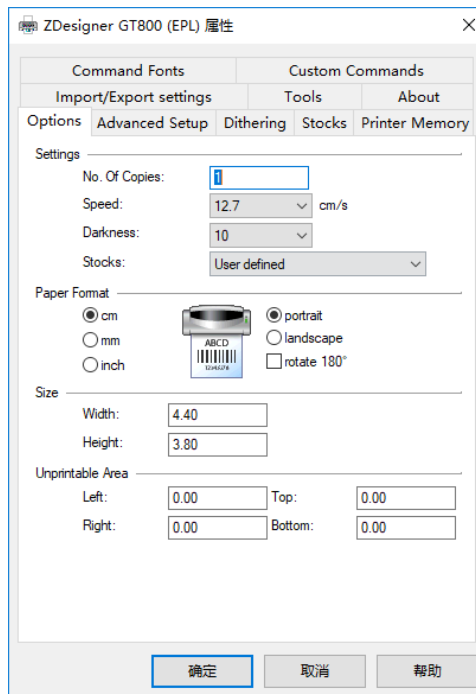 ZDesigner GT800 (EPL) 属性
Command Fonts Custom Commands
Import/Export settings Tools About
Options Advanced Setup Dithering Stocks Printer Memory
Settings
No. Of Copies: 1
Speed: 12.7 cm/s
Darkness: 10
Stocks: User defined
Paper Format
cm portrait
mm landscape
inch rotate 180°
ABCD
Size
Width: 4.40
Height: 3.80
Unprintable Area
Left: 0.00 Top: 0.00
Right: 0.00 Bottom: 0.00
确定 取消 帮助